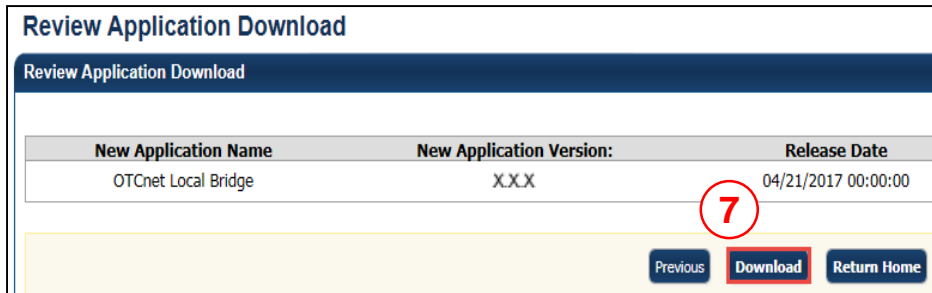 Review Application Download
Review Application Download
New Application Name New Application Version: Release Date
OTCnet Local Bridge X.X.X 04/21/2017 00:00:00
7
Previous Download Return Home